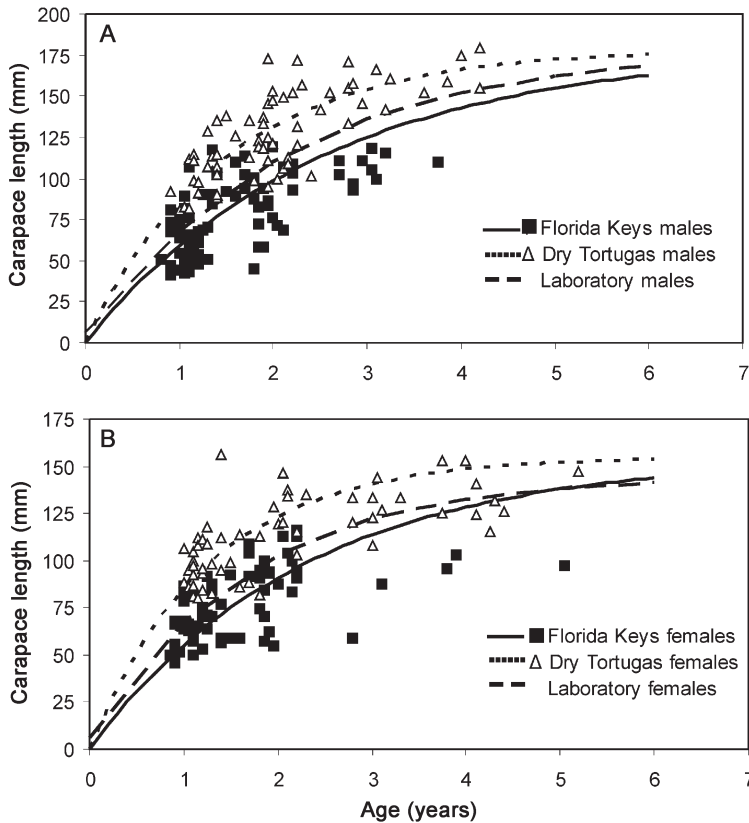 A
Carapace length (mm)
200
175
150
125
100
75
50
25
0
Florida Keys males
Dry Tortugas males
Laboratory males
0 1 2 3 4 5 6 7
B
Carapace length (mm)
175
150
125
100
75
50
25
0
Florida Keys females
Dry Tortugas females
Laboratory females
0 1 2 3 4 5 6 7
Age (years)